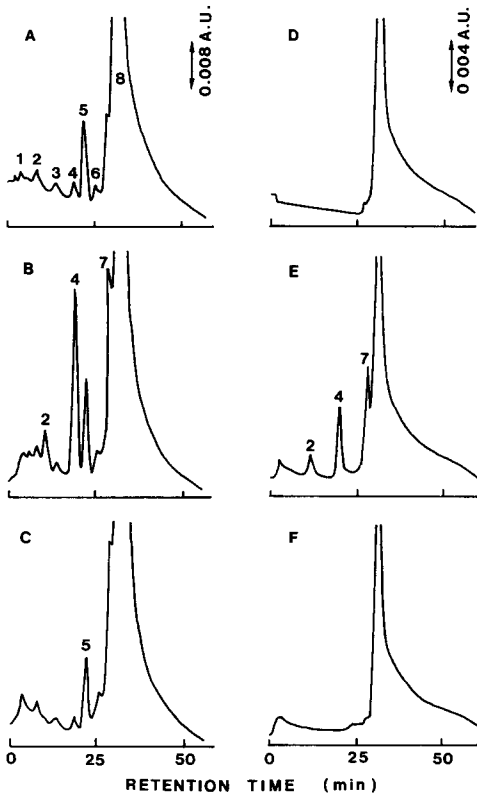 A
0.008 A.U.
1 2 3 4 5 6 8
D
0 004 A.U.
B
2 4 7
E
2 4 7
C
5
0 25 50
F
0 25 50
RETENTION TIME (min)